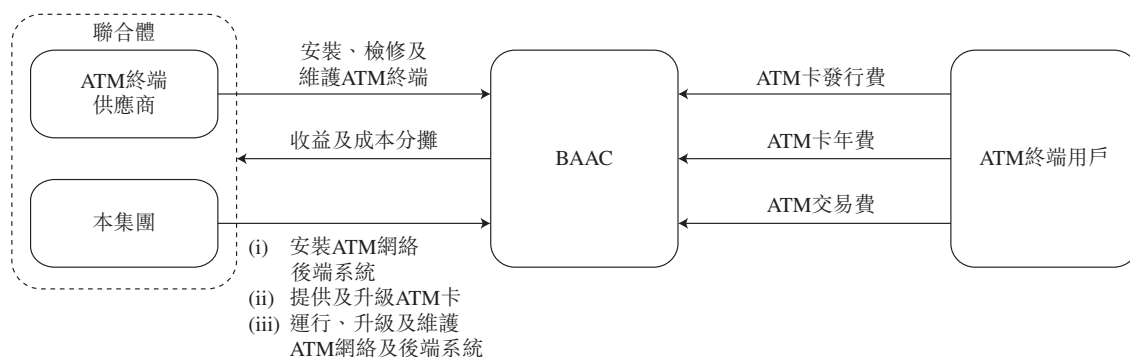 聯合體
ATM終端
供應商
安裝、檢修及
維護ATM終端
收益及成本分攤
本集團
(i) 安裝ATM網絡
後端系統
(ii) 提供及升級ATM卡
(iii) 運行、升級及維護
ATM網絡及後端系統
BAAC
ATM卡發行費
ATM卡年費
ATM交易費
ATM終端用戶